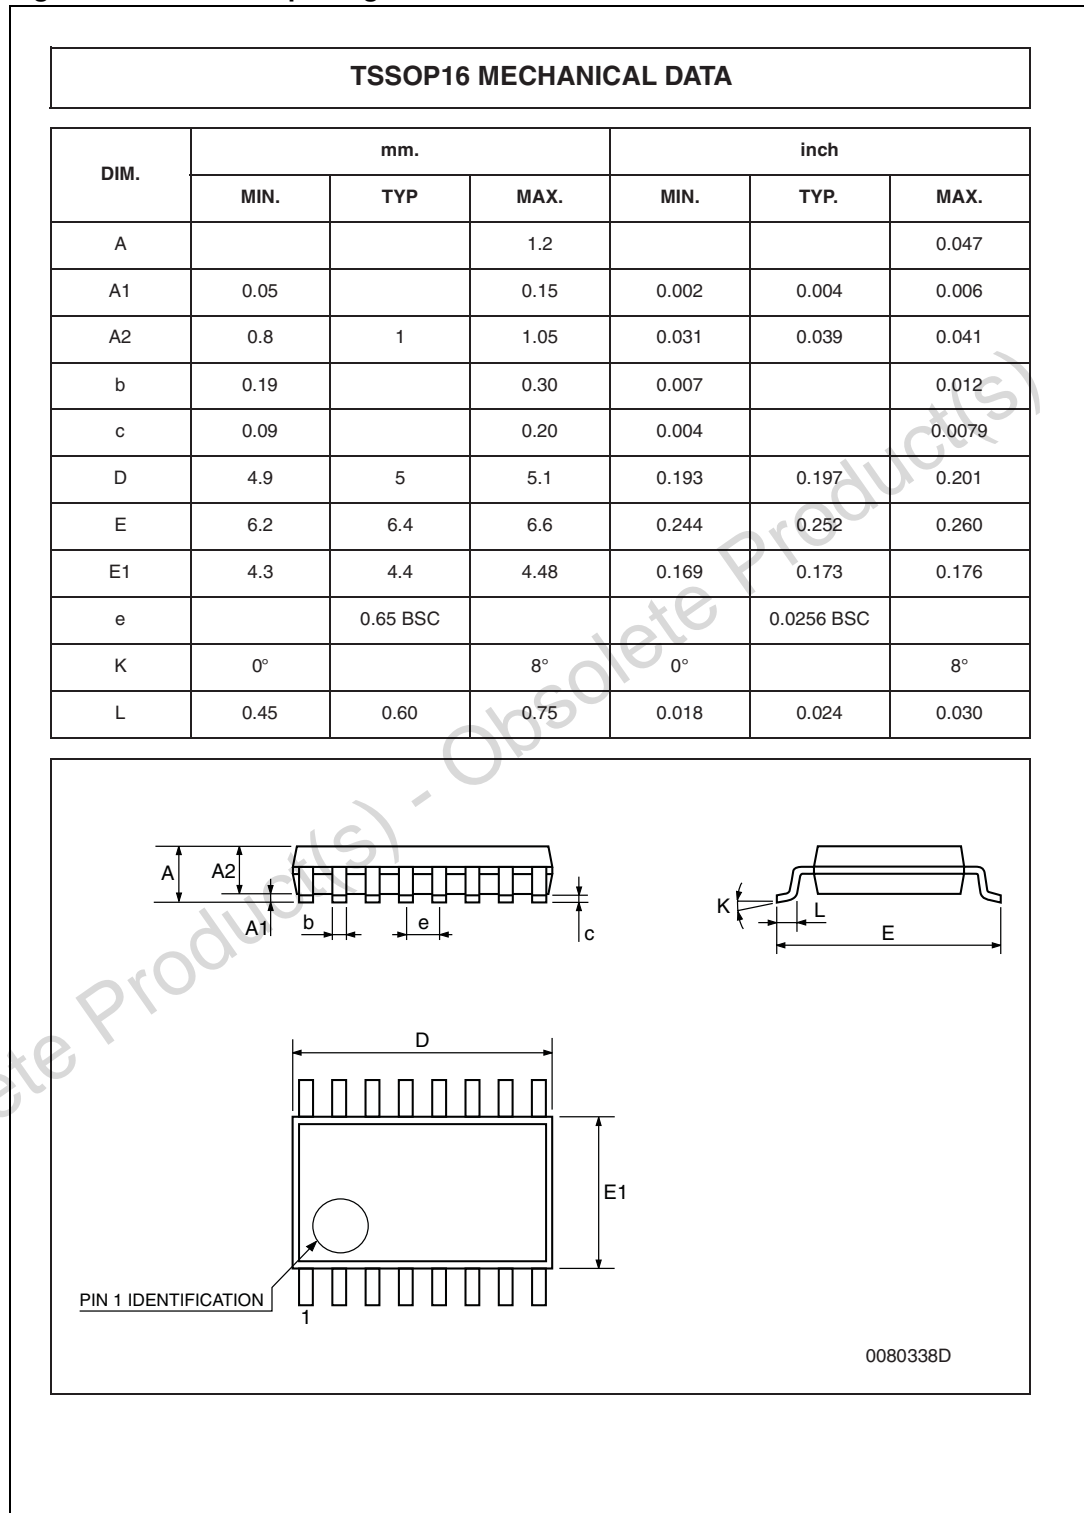 TSSOP16 MECHANICAL DATA
DIM. mm. inch
MIN. TYP MAX. MIN. TYP. MAX.
A 1.2 0.047
A1 0.05 0.15 0.002 0.004 0.006
A2 0.8 1 1.05 0.031 0.039 0.041
b 0.19 0.30 0.007 0.012
c 0.09 0.20 0.004 0.0079
D 4.9 5 5.1 0.193 0.197 0.201
E 6.2 6.4 6.6 0.244 0.252 0.260
E1 4.3 4.4 4.48 0.169 0.173 0.176
e 0.65 BSC 0.0256 BSC
K 0° 8° 0° 8°
L 0.45 0.60 0.75 0.018 0.024 0.030
A A2
A1 b e c
K L E
D
E1
PIN 1 IDENTIFICATION
1
0080338D
Product(s) - Obsolete Product(s)